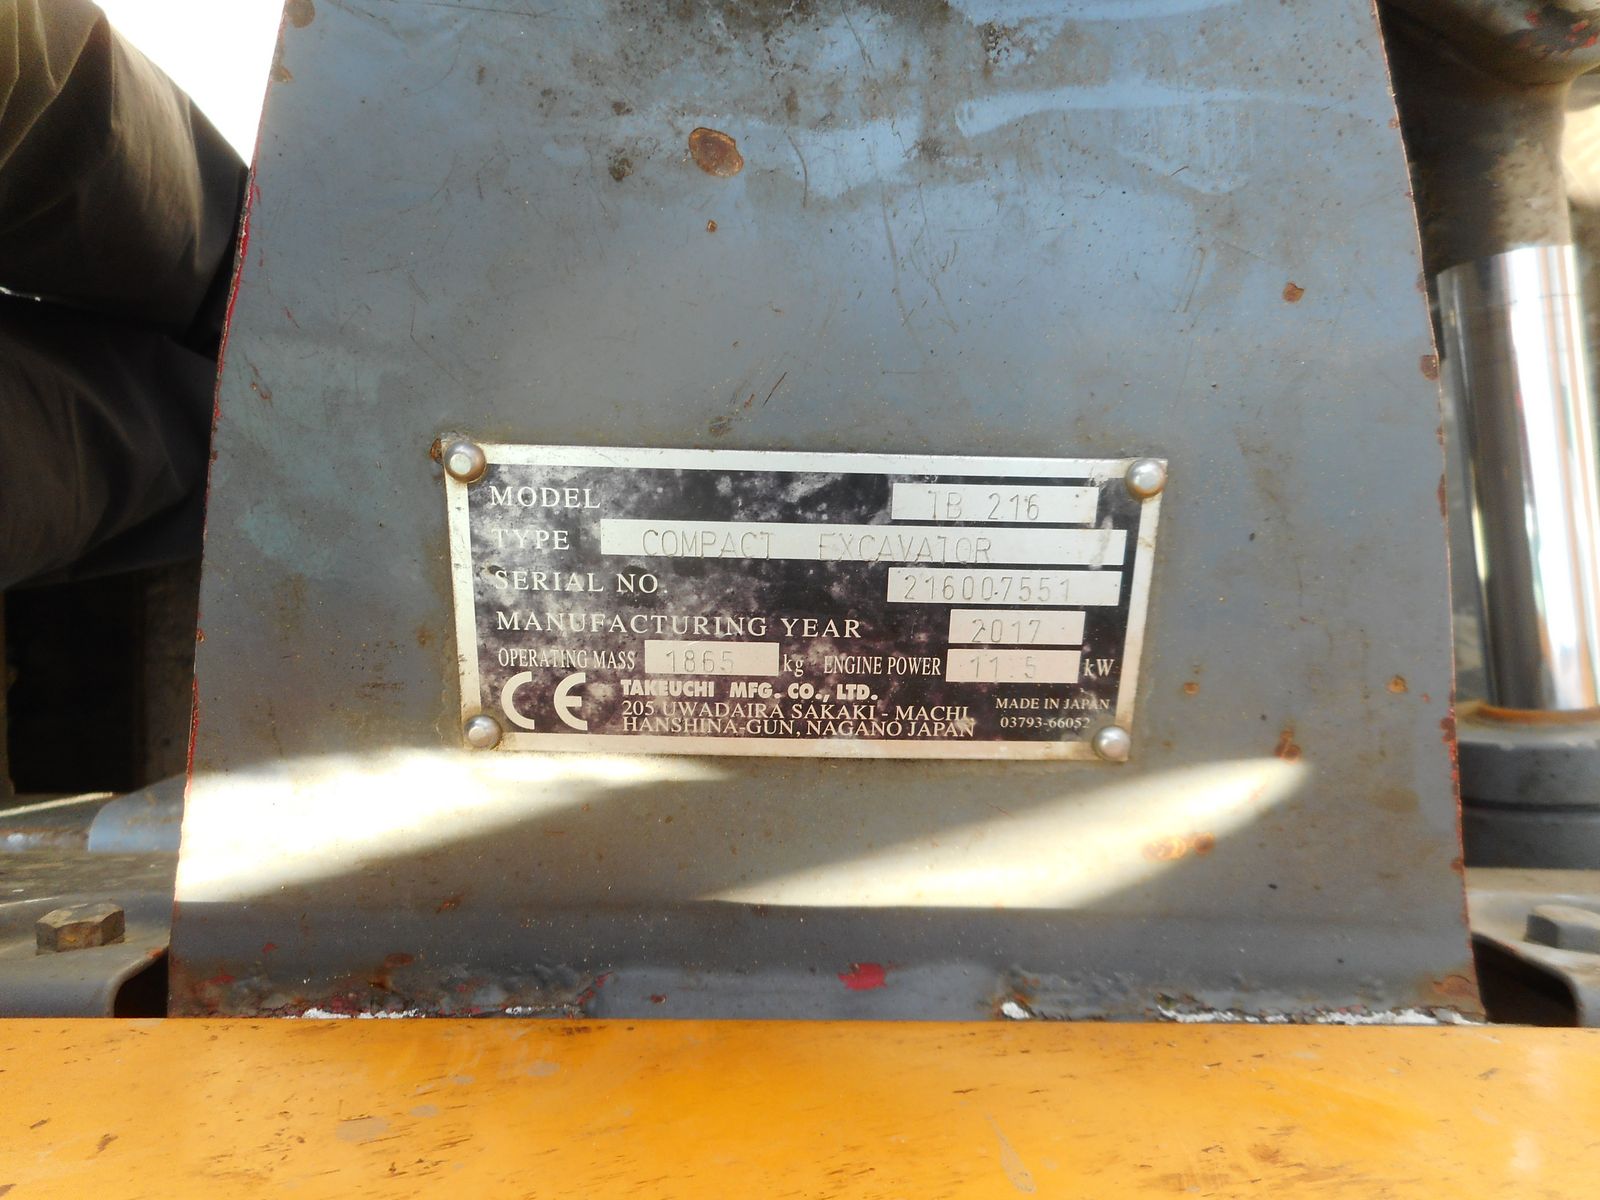 MODEL TB 216
TYPE COMPACT EXCAVATOR
SERIAL NO. 216007551
MANUFACTURING YEAR 2017
OPERATING MASS 1865 kg ENGINE POWER 11.5 kW
CE TAKEUCHI MFG. CO., LTD.
205 UWADAIRA SAKAKI - MACHI,
HANSHINA-GUN, NAGANO JAPAN
MADE IN JAPAN
03793-66052